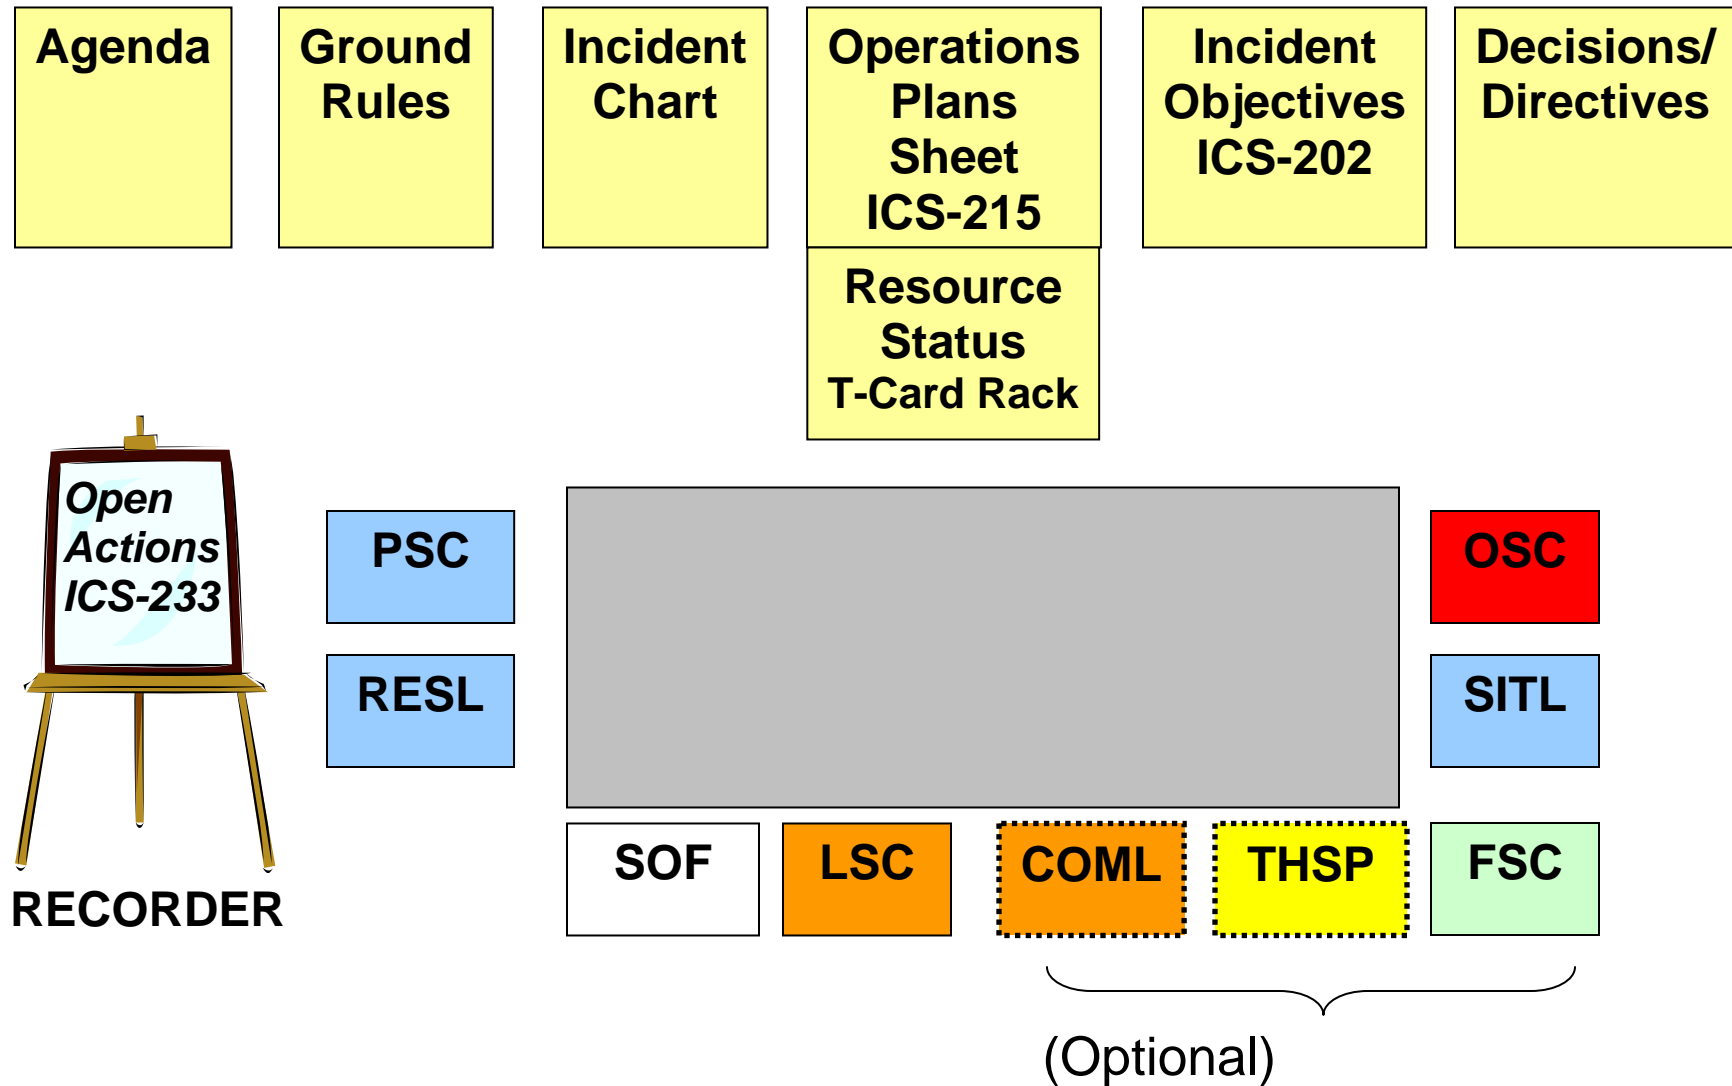 Agenda
Ground
Rules
Incident
Chart
Operations
Plans
Sheet
ICS-215
Incident
Objectives
ICS-202
Decisions/
Directives
Resource
Status
T-Card Rack
Open
Actions
ICS-233
RECORDER
PSC
RESL
OSC
SITL
SOF
LSC
COML
THSP
FSC
(Optional)